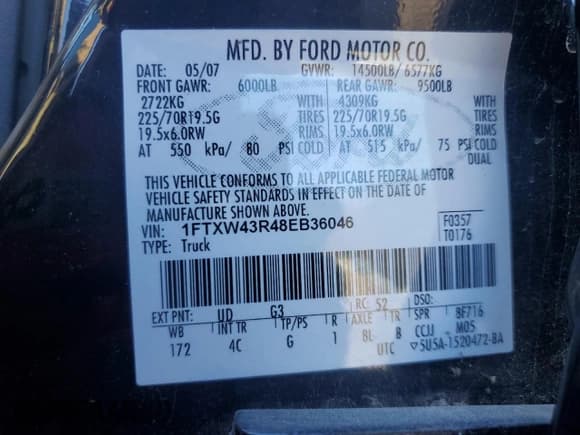 MFD. BY FORD MOTOR CO.
DATE: 05/07 GVWR: 14500LB/ 6577KG
FRONT GAWR: 6000LB REAR GAWR: 9500LB
2722KG WITH 4309KG WITH
225/70R19.5G TIRES 225/70R19.5G TIRES
19.5x6.0RW RIMS 19.5x6.0RW RIMS
AT 550 kPa/ 80 PSI COLD AT 515 kPa/ 75 PSI COLD
DUAL
THIS VEHICLE CONFORMS TO ALL APPLICABLE FEDERAL MOTOR
VEHICLE SAFETY STANDARDS IN EFFECT ON THE DATE OF
MANUFACTURE SHOWN ABOVE.
VIN: 1FTXW43R48EB36046 F0357
TYPE: Truck T0176
EXT PNT: UD G3 RC: 52 DSO:
WB INT TR TP/PS R AXLE TR SPR BF716
172 4C G 1 8L B CCJJ M05
UTC ▽5U5A-1520472-BA